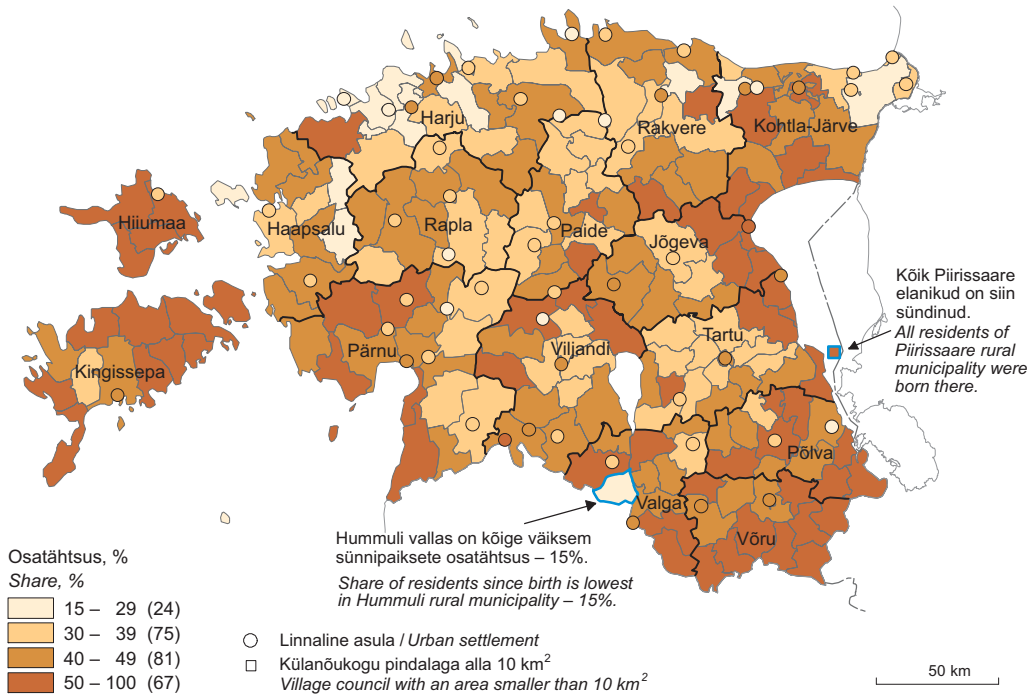 Harju
Rakvere
Kohtla-Järve
Hiiumaa
Haapsalu
Rapla
Paide
Jõgeva
Kingissepa
Pärnu
Viljandi
Tartu
Põlva
Valga
Võru
Kõik Piirissaare
elanikud on siin
sündinud.
All residents of
Piirissaare rural
municipality were
born there.
Hummuli vallas on kõige väiksem
sünnipaiksete osatähtsus – 15%.
Share of residents since birth is lowest
in Hummuli rural municipality – 15%.
Osatähtsus, %
Share, %
15 – 29 (24)
30 – 39 (75)
40 – 49 (81)
50 – 100 (67)
Linnaline asula / Urban settlement
Külanõukogu pindalaga alla 10 km²
Village council with an area smaller than 10 km²
50 km